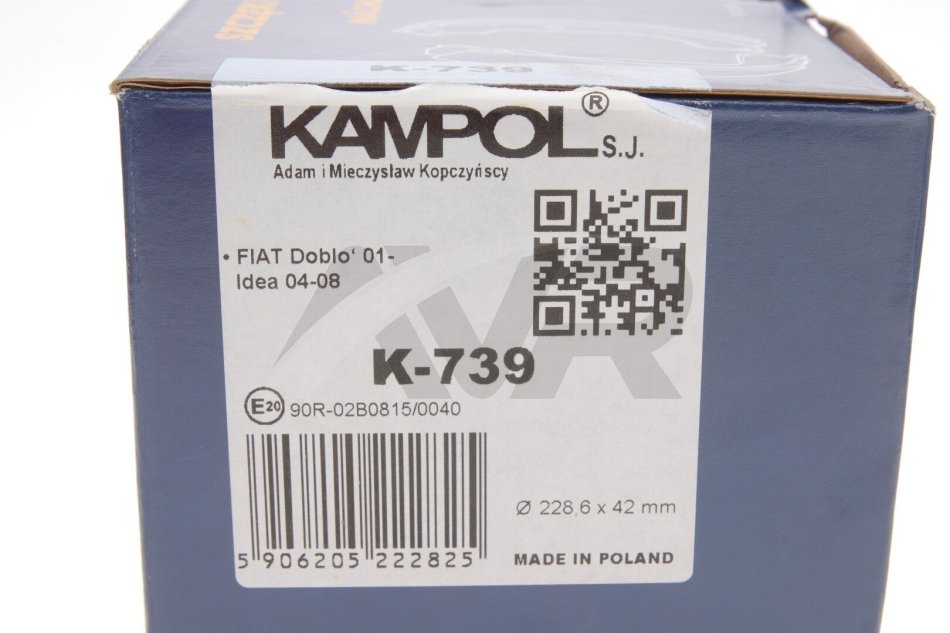 K-739
KAMPOL®
S.J.
Adam i Mieczysław Kopczyńscy
• FIAT Doblo‘ 01-
Idea 04-08
K-739
E20 90R-02B0815/0040
Ø 228,6 x 42 mm
5 906205 222825
MADE IN POLAND